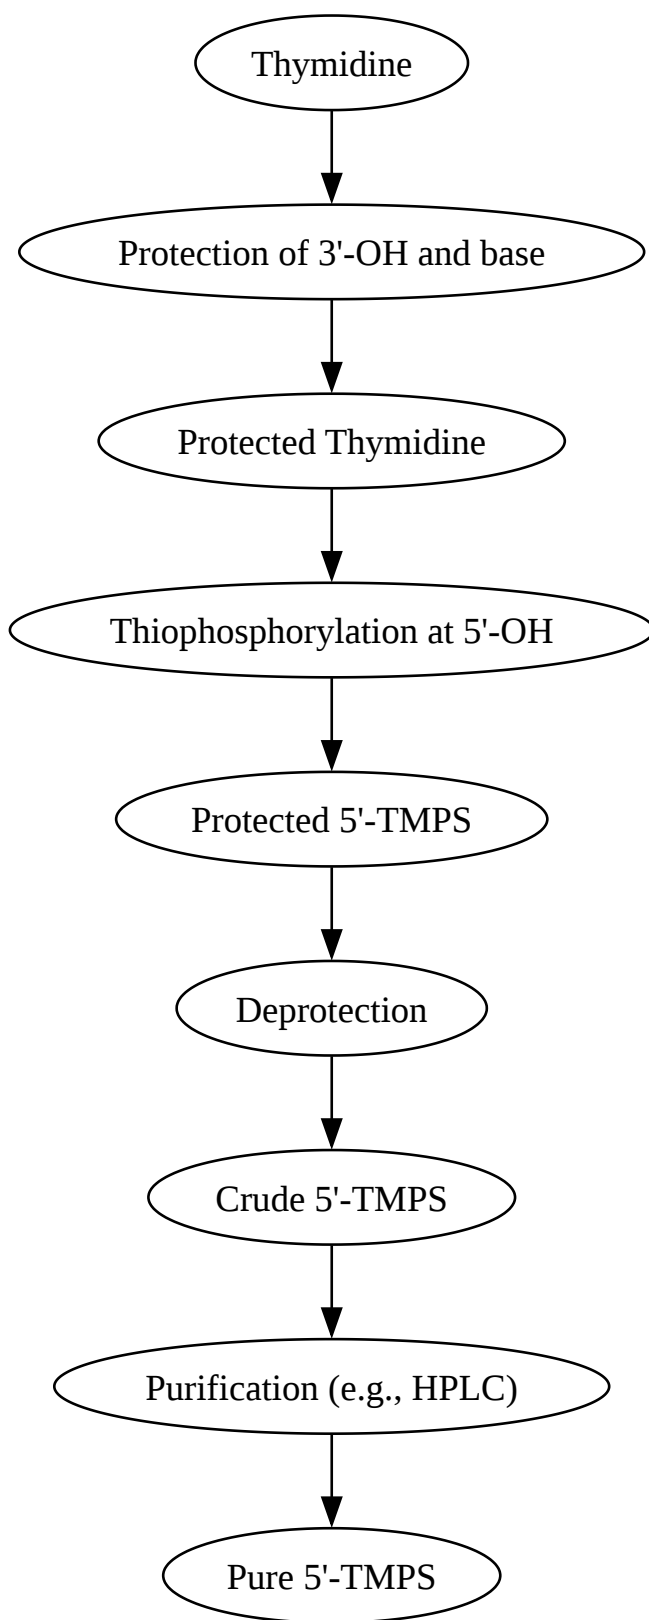 Thymidine
Protection of 3'-OH and base
Protected Thymidine
Thiophosphorylation at 5'-OH
Protected 5'-TMPS
Deprotection
Crude 5'-TMPS
Purification (e.g., HPLC)
Pure 5'-TMPS